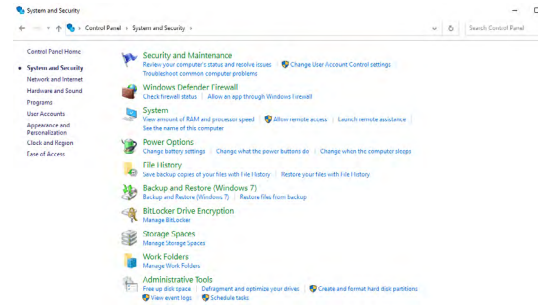 System and Security
Control Panel > System and Security >
Search Control Panel
Control Panel Home
System and Security
Network and Internet
Hardware and Sound
Programs
User Accounts
Appearance and
Personalization
Clock and Region
Ease of Access
Security and Maintenance
Review your computer's status and resolve issues | Change User Account Control settings |
Troubleshoot common computer problems
Windows Defender Firewall
Check firewall status | Allow an app through Windows Firewall
System
View amount of RAM and processor speed | Allow remote access | Launch remote assistance |
See the name of this computer
Power Options
Change battery settings | Change what the power buttons do | Change when the computer sleeps
File History
Save backup copies of your files with File History | Restore your files with File History
Backup and Restore (Windows 7)
Backup and Restore (Windows 7) | Restore files from backup
BitLocker Drive Encryption
Manage BitLocker
Storage Spaces
Manage Storage Spaces
Work Folders
Manage Work Folders
Administrative Tools
Free up disk space | Defragment and optimize your drives | Create and format hard disk partitions
View event logs | Schedule tasks